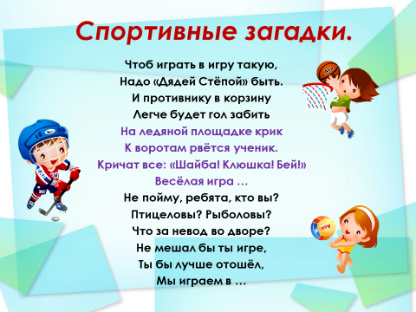 Спортивные загадки.
Чтоб играть в игру такую,
Надо «Дядей Стёпой» быть.
И противнику в корзину
Легче будет гол забить
На ледяной площадке крик
К воротам рвётся ученик.
Кричат все: «Шайба! Клюшка! Бей!»
Весёлая игра ...
Не пойму, ребята, кто вы?
Птицеловы? Рыболовы?
Что за невод во дворе?
Не мешал бы ты игре,
Ты бы лучше отошёл,
Мы играем в ...